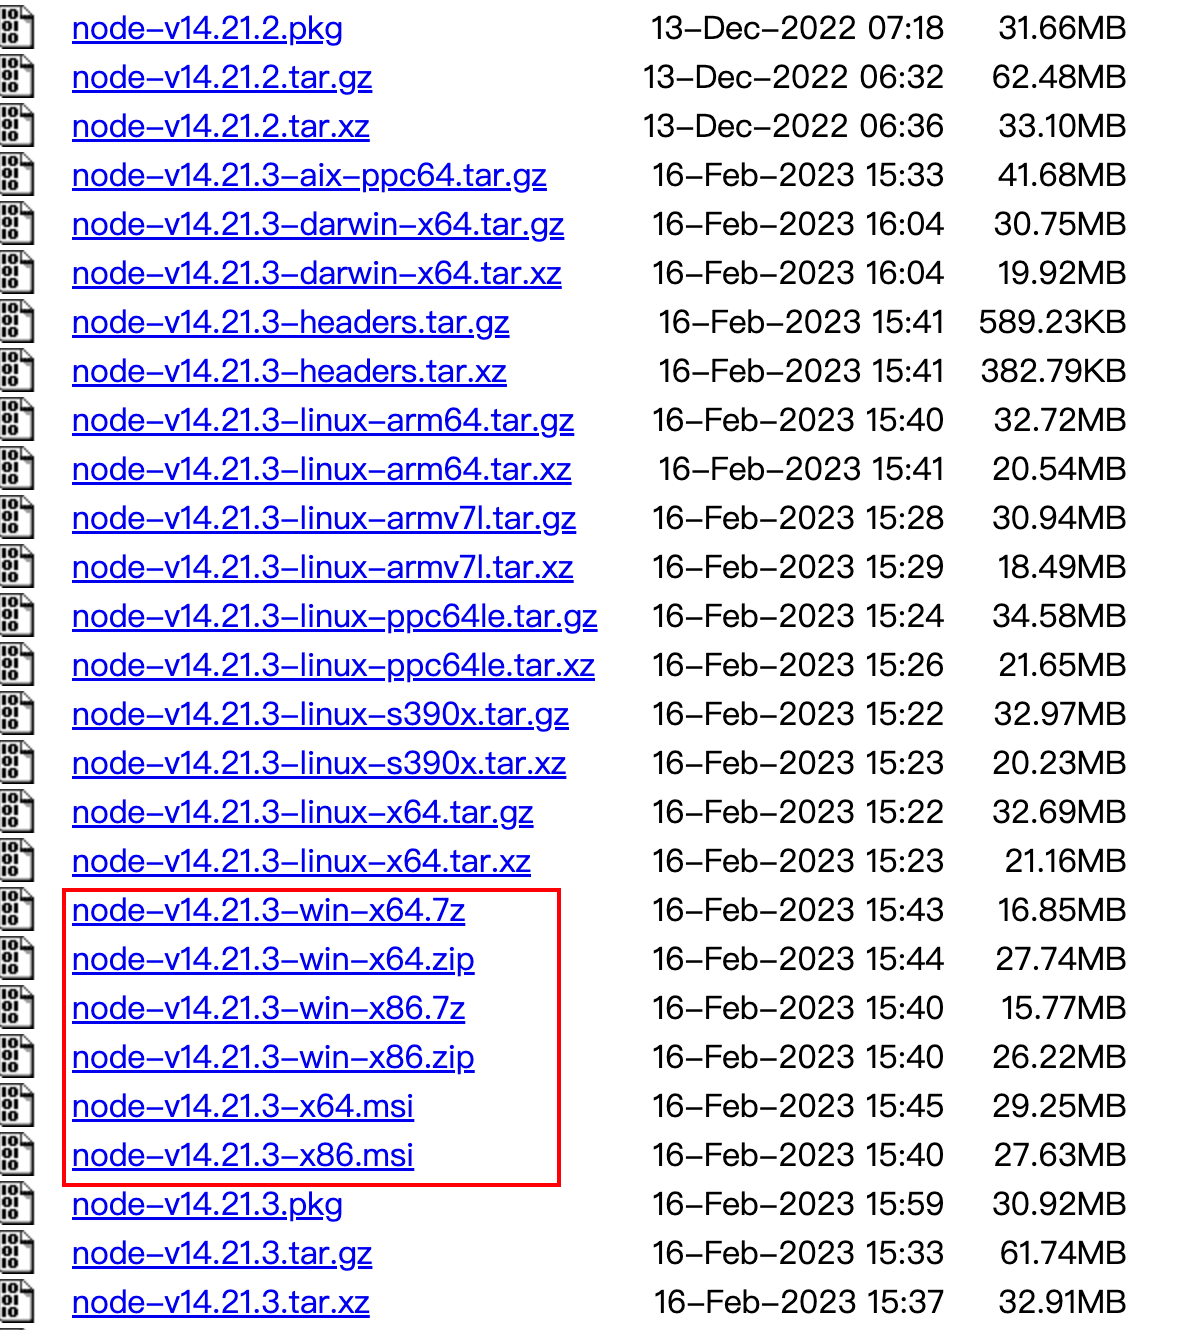 node-v14.21.2.pkg 13-Dec-2022 07:18 31.66MB
node-v14.21.2.tar.gz 13-Dec-2022 06:32 62.48MB
node-v14.21.2.tar.xz 13-Dec-2022 06:36 33.10MB
node-v14.21.3-aix-ppc64.tar.gz 16-Feb-2023 15:33 41.68MB
node-v14.21.3-darwin-x64.tar.gz 16-Feb-2023 16:04 30.75MB
node-v14.21.3-darwin-x64.tar.xz 16-Feb-2023 16:04 19.92MB
node-v14.21.3-headers.tar.gz 16-Feb-2023 15:41 589.23KB
node-v14.21.3-headers.tar.xz 16-Feb-2023 15:41 382.79KB
node-v14.21.3-linux-arm64.tar.gz 16-Feb-2023 15:40 32.72MB
node-v14.21.3-linux-arm64.tar.xz 16-Feb-2023 15:41 20.54MB
node-v14.21.3-linux-armv7l.tar.gz 16-Feb-2023 15:28 30.94MB
node-v14.21.3-linux-armv7l.tar.xz 16-Feb-2023 15:29 18.49MB
node-v14.21.3-linux-ppc64le.tar.gz 16-Feb-2023 15:24 34.58MB
node-v14.21.3-linux-ppc64le.tar.xz 16-Feb-2023 15:26 21.65MB
node-v14.21.3-linux-s390x.tar.gz 16-Feb-2023 15:22 32.97MB
node-v14.21.3-linux-s390x.tar.xz 16-Feb-2023 15:23 20.23MB
node-v14.21.3-linux-x64.tar.gz 16-Feb-2023 15:22 32.69MB
node-v14.21.3-linux-x64.tar.xz 16-Feb-2023 15:23 21.16MB
node-v14.21.3-win-x64.7z 16-Feb-2023 15:43 16.85MB
node-v14.21.3-win-x64.zip 16-Feb-2023 15:44 27.74MB
node-v14.21.3-win-x86.7z 16-Feb-2023 15:40 15.77MB
node-v14.21.3-win-x86.zip 16-Feb-2023 15:40 26.22MB
node-v14.21.3-x64.msi 16-Feb-2023 15:45 29.25MB
node-v14.21.3-x86.msi 16-Feb-2023 15:40 27.63MB
node-v14.21.3.pkg 16-Feb-2023 15:59 30.92MB
node-v14.21.3.tar.gz 16-Feb-2023 15:33 61.74MB
node-v14.21.3.tar.xz 16-Feb-2023 15:37 32.91MB